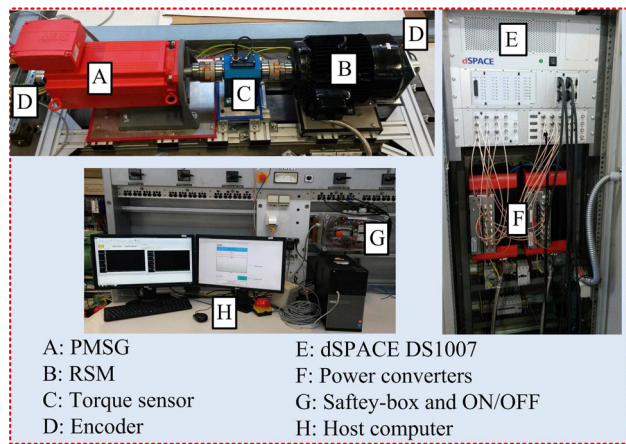 D
A
C
B
D
E
dSPACE
F
G
H
A: PMSG
B: RSM
C: Torque sensor
D: Encoder
E: dSPACE DS1007
F: Power converters
G: Saftey-box and ON/OFF
H: Host computer